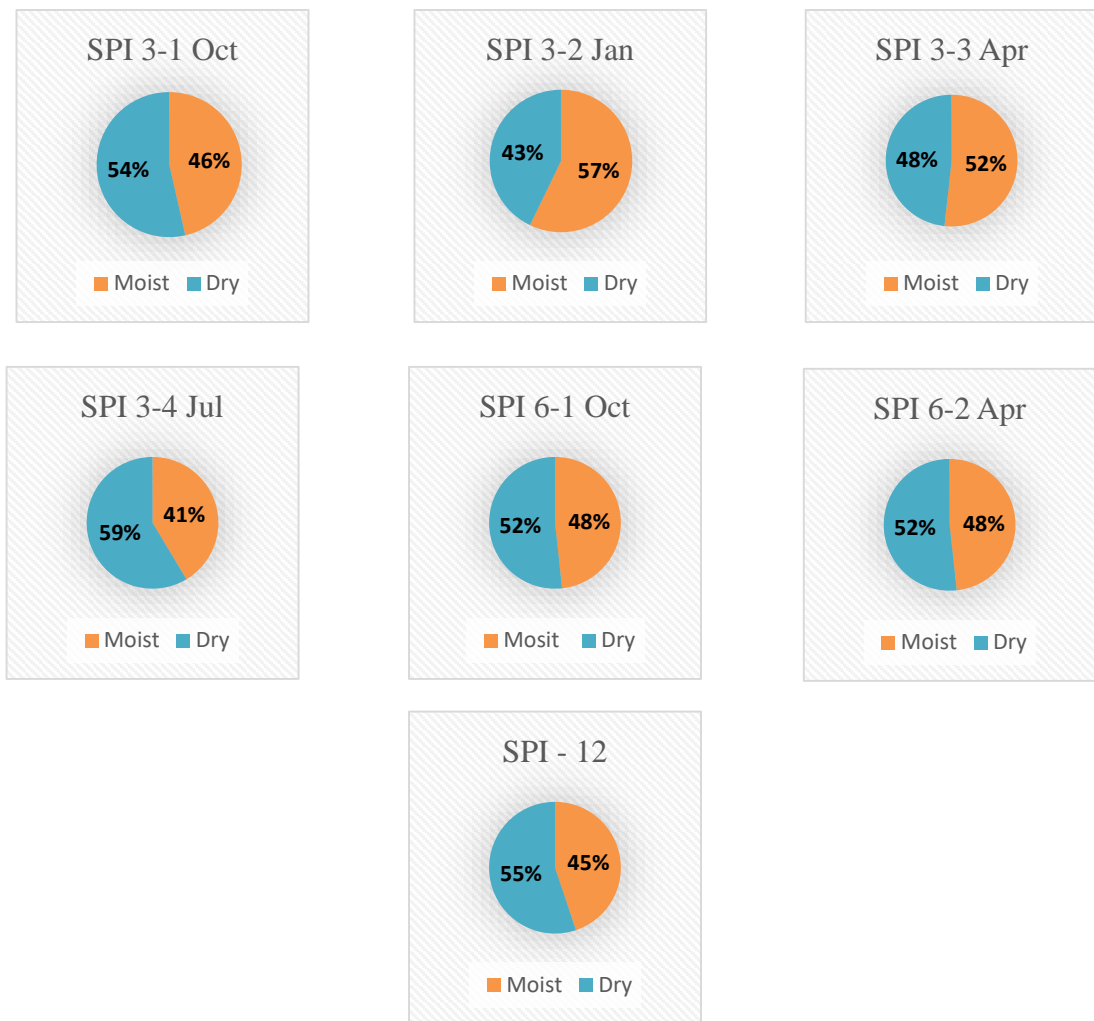 SPI 3-1 Oct
54%
46%
Moist Dry
SPI 3-2 Jan
43%
57%
Moist Dry
SPI 3-3 Apr
48%
52%
Moist Dry
SPI 3-4 Jul
59%
41%
Moist Dry
SPI 6-1 Oct
52%
48%
Mosit Dry
SPI 6-2 Apr
52%
48%
Moist Dry
SPI - 12
55%
45%
Moist Dry